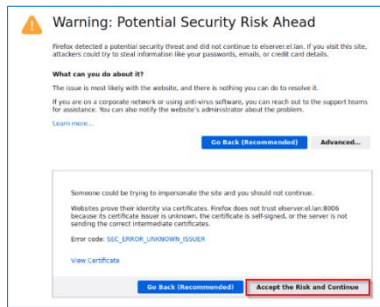 Warning: Potential Security Risk Ahead
Firefox detected a potential security threat and did not continue to elserver.el.lan. If you visit this site,
attackers could try to steal information like your passwords, emails, or credit card details.
What can you do about it?
The issue is most likely with the website, and there is nothing you can do to resolve it.
If you are on a corporate network or using anti-virus software, you can reach out to the support teams
for assistance. You can also notify the website's administrator about the problem.
Learn more...
Go Back (Recommended) Advanced...
Someone could be trying to impersonate the site and you should not continue.
Websites prove their identity via certificates. Firefox does not trust elserver.el.lan:8006
because its certificate issuer is unknown, the certificate is self-signed, or the server is not
sending the correct intermediate certificates.
Error code: SEC_ERROR_UNKNOWN_ISSUER
View Certificate
Go Back (Recommended) Accept the Risk and Continue